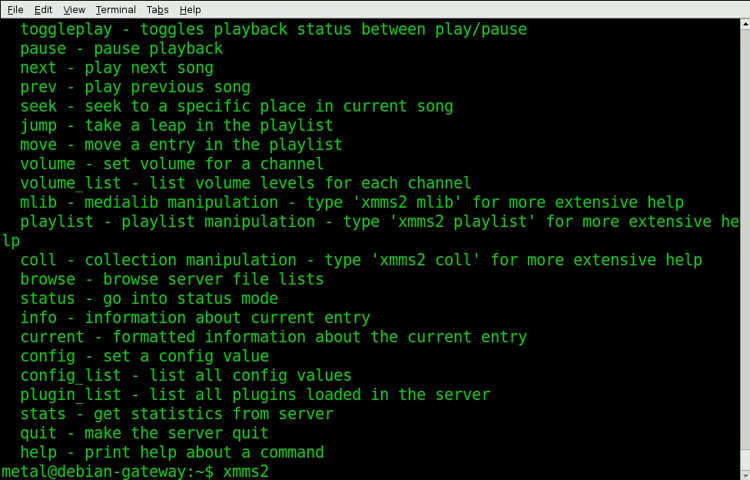 File Edit View Terminal Tabs Help
toggleplay - toggles playback status between play/pause
pause - pause playback
next - play next song
prev - play previous song
seek - seek to a specific place in current song
jump - take a leap in the playlist
move - move a entry in the playlist
volume - set volume for a channel
volume_list - list volume levels for each channel
mlib - medialib manipulation - type 'xmms2 mlib' for more extensive help
playlist - playlist manipulation - type 'xmms2 playlist' for more extensive he
lp
coll - collection manipulation - type 'xmms2 coll' for more extensive help
browse - browse server file lists
status - go into status mode
info - information about current entry
current - formatted information about the current entry
config - set a config value
config_list - list all config values
plugin_list - list all plugins loaded in the server
stats - get statistics from server
quit - make the server quit
help - print help about a command
metal@debian-gateway:~$ xmms2